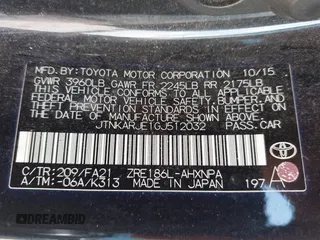 MFD. BY: TOYOTA MOTOR CORPORATION 10/15
GVWR 3960LB GAWR FR 2245LB RR 2175LB
THIS VEHICLE CONFORMS TO ALL APPLICABLE
FEDERAL MOTOR VEHICLE SAFETY, BUMPER, AND
THEFT PREVENTION STANDARDS IN EFFECT ON
THE DATE OF MANUFACTURE SHOWN ABOVE.
JTNKARJE1GJ512032 PASS.CAR
TOYOTA
C/TR:209/FA21 ZRE186L-AHXNPA
A/TM:-06A/K313 MADE IN JAPAN 197 A
DREAMBID